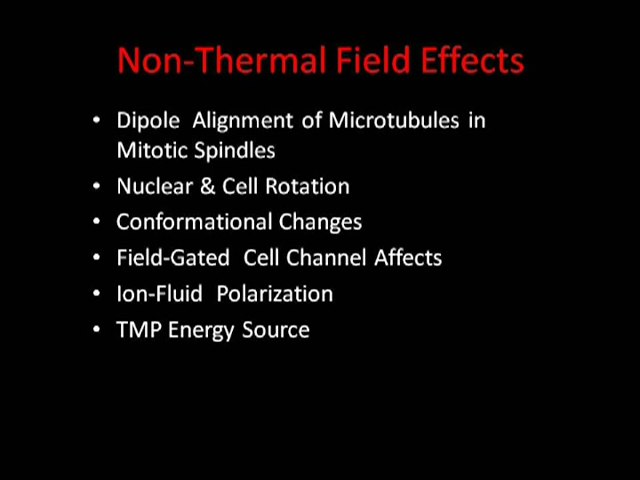 Non-Thermal Field Effects
• Dipole Alignment of Microtubules in
Mitotic Spindles
• Nuclear & Cell Rotation
• Conformational Changes
• Field-Gated Cell Channel Affects
• Ion-Fluid Polarization
• TMP Energy Source